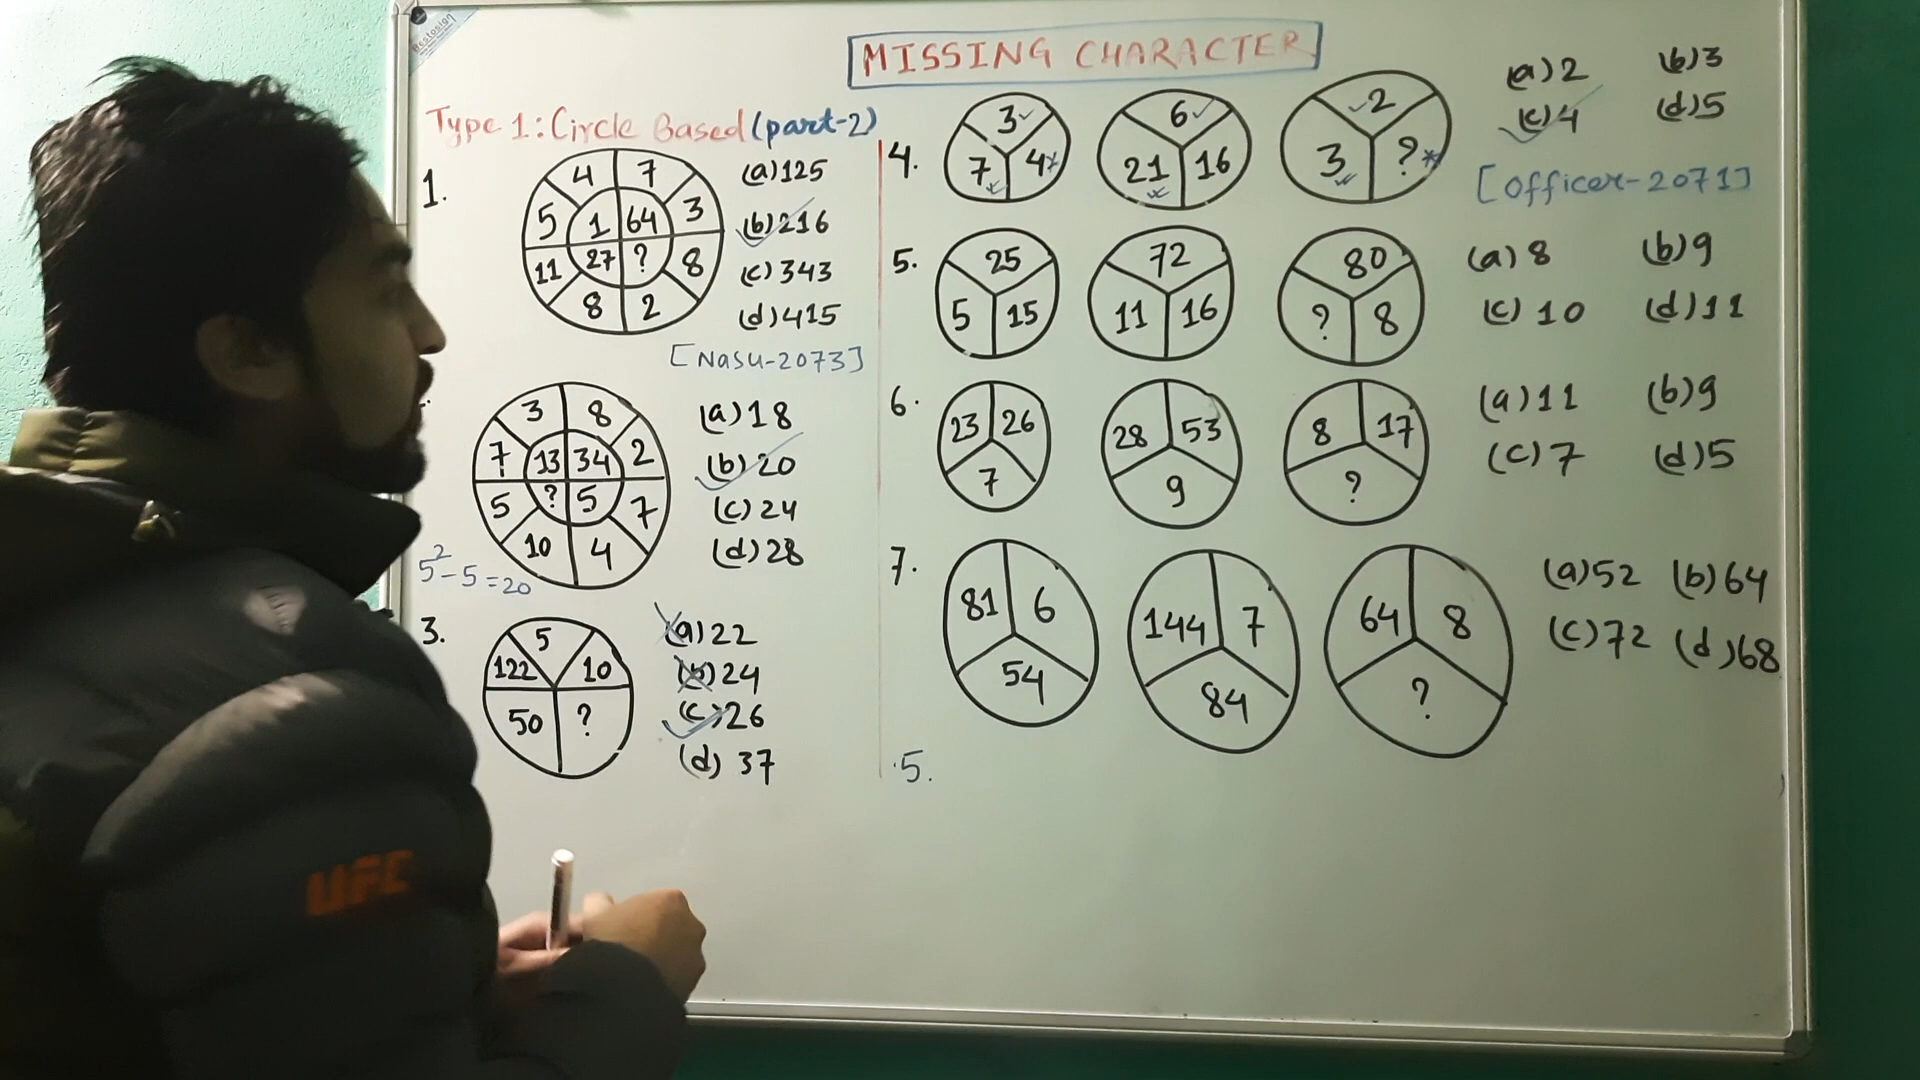 Bestosign
MISSING CHARACTER
Type 1: Circle Based (part-2)
1.
4 7
5 1 64 3
11 27 ? 8
8 2
(a) 125
(b) 216
(c) 343
(d) 415
[Nasu-2073]
3 8
7 13 34 2
5 ? 5 7
10 4
(a) 18
(b) 20
(c) 24
(d) 28
5²-5=20
3.
5
122 10
50 ?
(a) 22
(b) 24
(c) 26
(d) 37
4.
3 6 2
7 4 21 16 3 ?
(a) 2 (b) 3
(c) 4 (d) 5
[Officer-2071]
5.
25 72 80
5 15 11 16 ? 8
(a) 8 (b) 9
(c) 10 (d) 11
6.
23 26 28 53 8 17
7 9 ?
(a) 11 (b) 9
(c) 7 (d) 5
7.
81 6 144 7 64 8
54 84 ?
(a) 52 (b) 64
(c) 72 (d) 68
5.
UFC